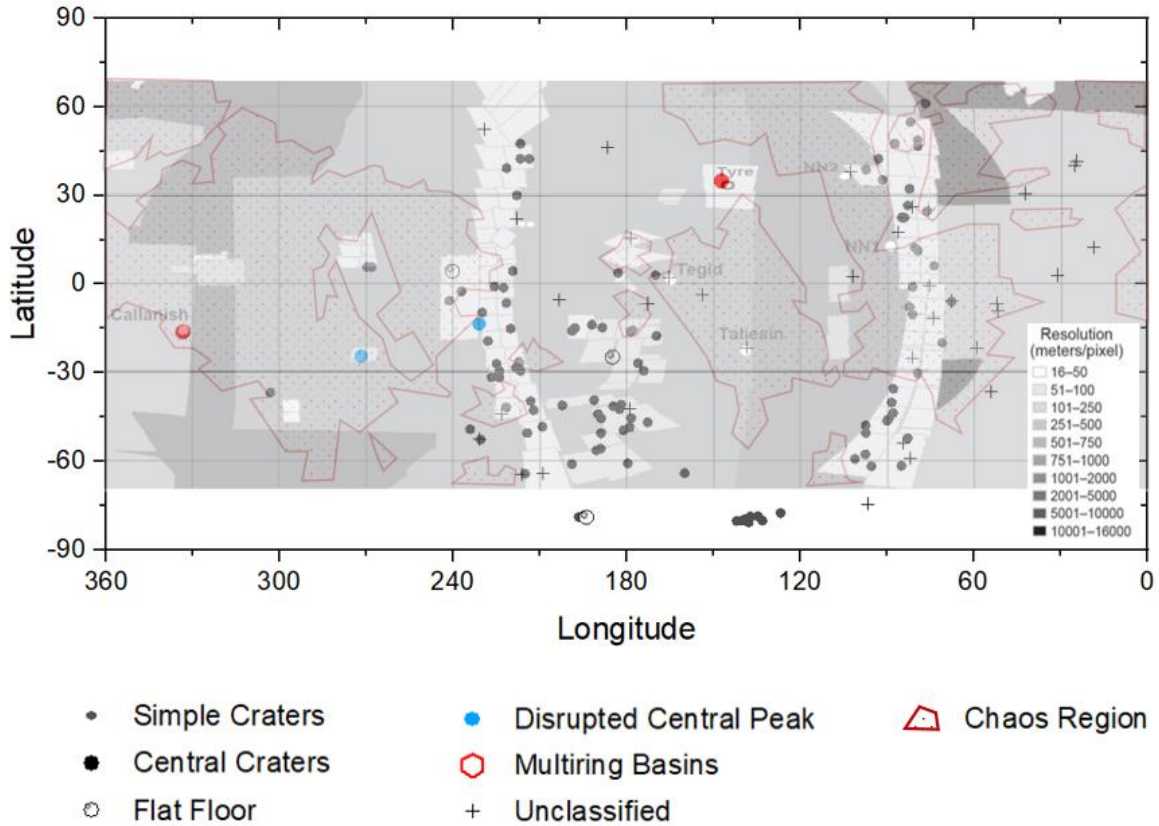 90
60
30
0
-30
-60
-90
Latitude
360
300
240
180
120
60
0
Longitude
Callanish
Tyre
NN2
NN1
Tegid
Taliesin
Resolution
(meters/pixel)
16–50
51–100
101–250
251–500
501–750
751–1000
1001–2000
2001–5000
5001–10000
10001–16000
Simple Craters
Disrupted Central Peak
Chaos Region
Central Craters
Multiring Basins
Flat Floor
Unclassified